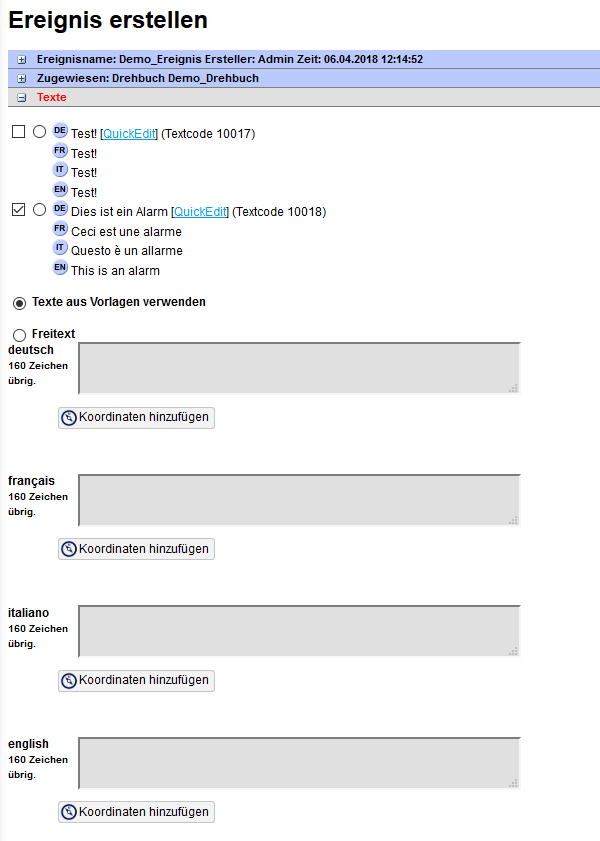 Ereignis erstellen
Ereignisname: Demo_Ereignis Ersteller: Admin Zeit: 06.04.2018 12:14:52
Zugewiesen: Drehbuch Demo_Drehbuch
Texte
DE Test! [QuickEdit] (Textcode 10017)
FR Test!
IT Test!
EN Test!
DE Dies ist ein Alarm [QuickEdit] (Textcode 10018)
FR Ceci est une alarme
IT Questo è un allarme
EN This is an alarm
Texte aus Vorlagen verwenden
Freitext
deutsch
160 Zeichen
übrig.
Koordinaten hinzufügen
français
160 Zeichen
übrig.
Koordinaten hinzufügen
italiano
160 Zeichen
übrig.
Koordinaten hinzufügen
english
160 Zeichen
übrig.
Koordinaten hinzufügen